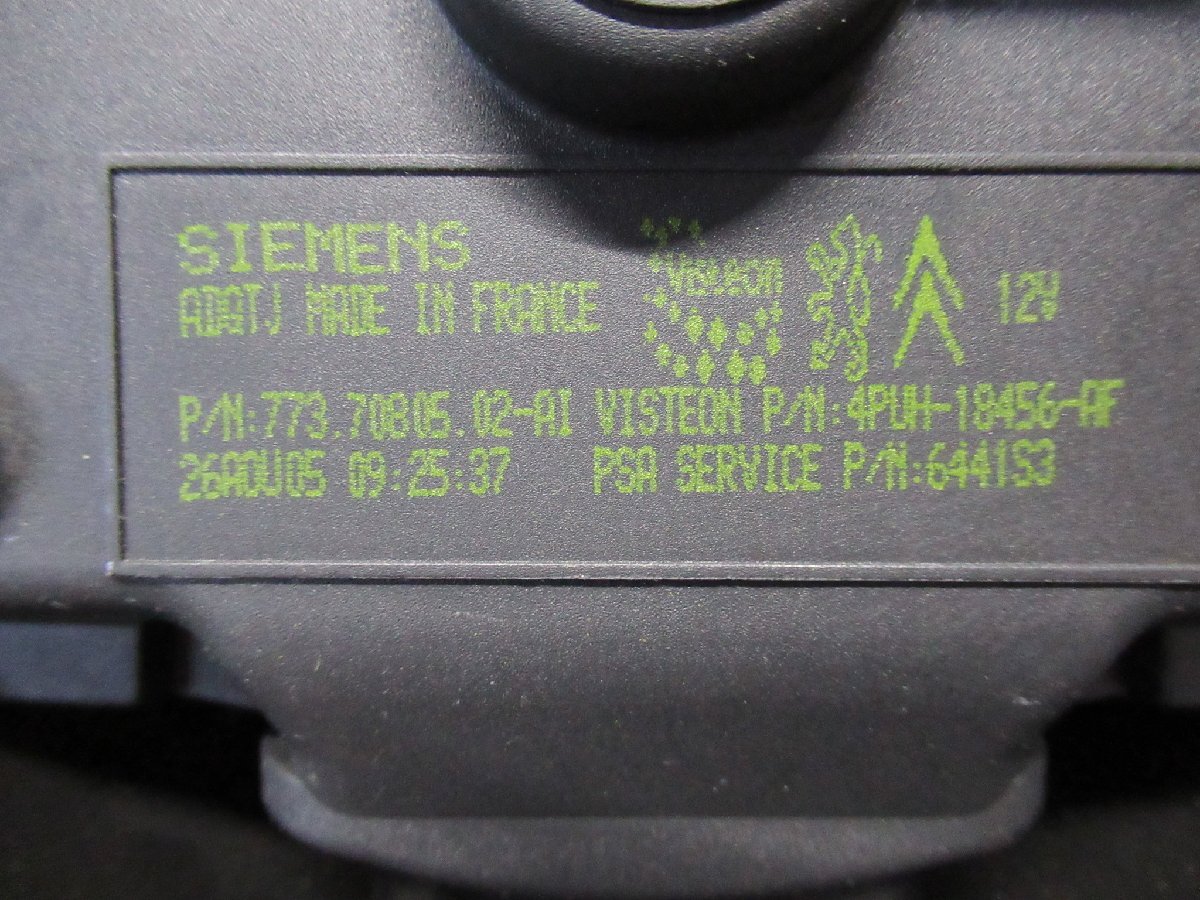 SIEMENS
ADATJ MADE IN FRANCE
VISTEON
12V
P/N:773.70805.02-AI VISTEON P/N:4PUH-18456-AF
26AOU05 09:25:37 PSA SERVICE P/N:6441S3